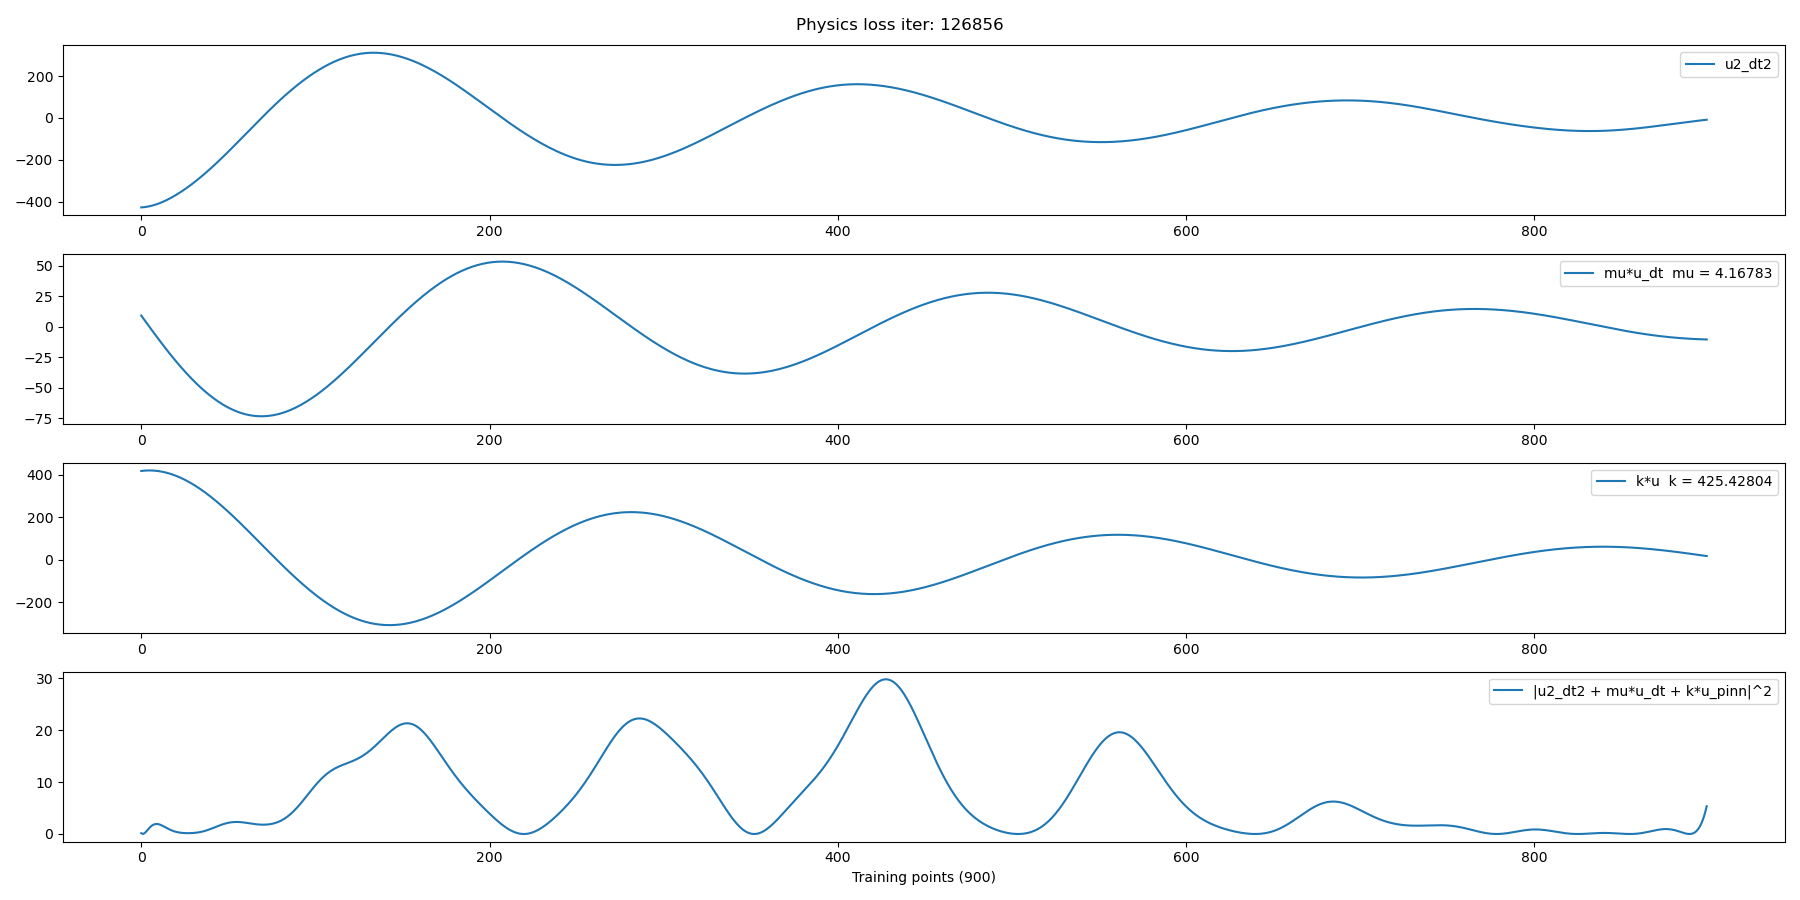 Physics loss iter: 126856
u2_dt2
200
0
−200
−400
0 200 400 600 800
mu*u_dt  mu = 4.16783
50
25
0
−25
−50
−75
0 200 400 600 800
k*u  k = 425.42804
400
200
0
−200
0 200 400 600 800
|u2_dt2 + mu*u_dt + k*u_pinn|^2
30
20
10
0
0 200 400 600 800
Training points (900)